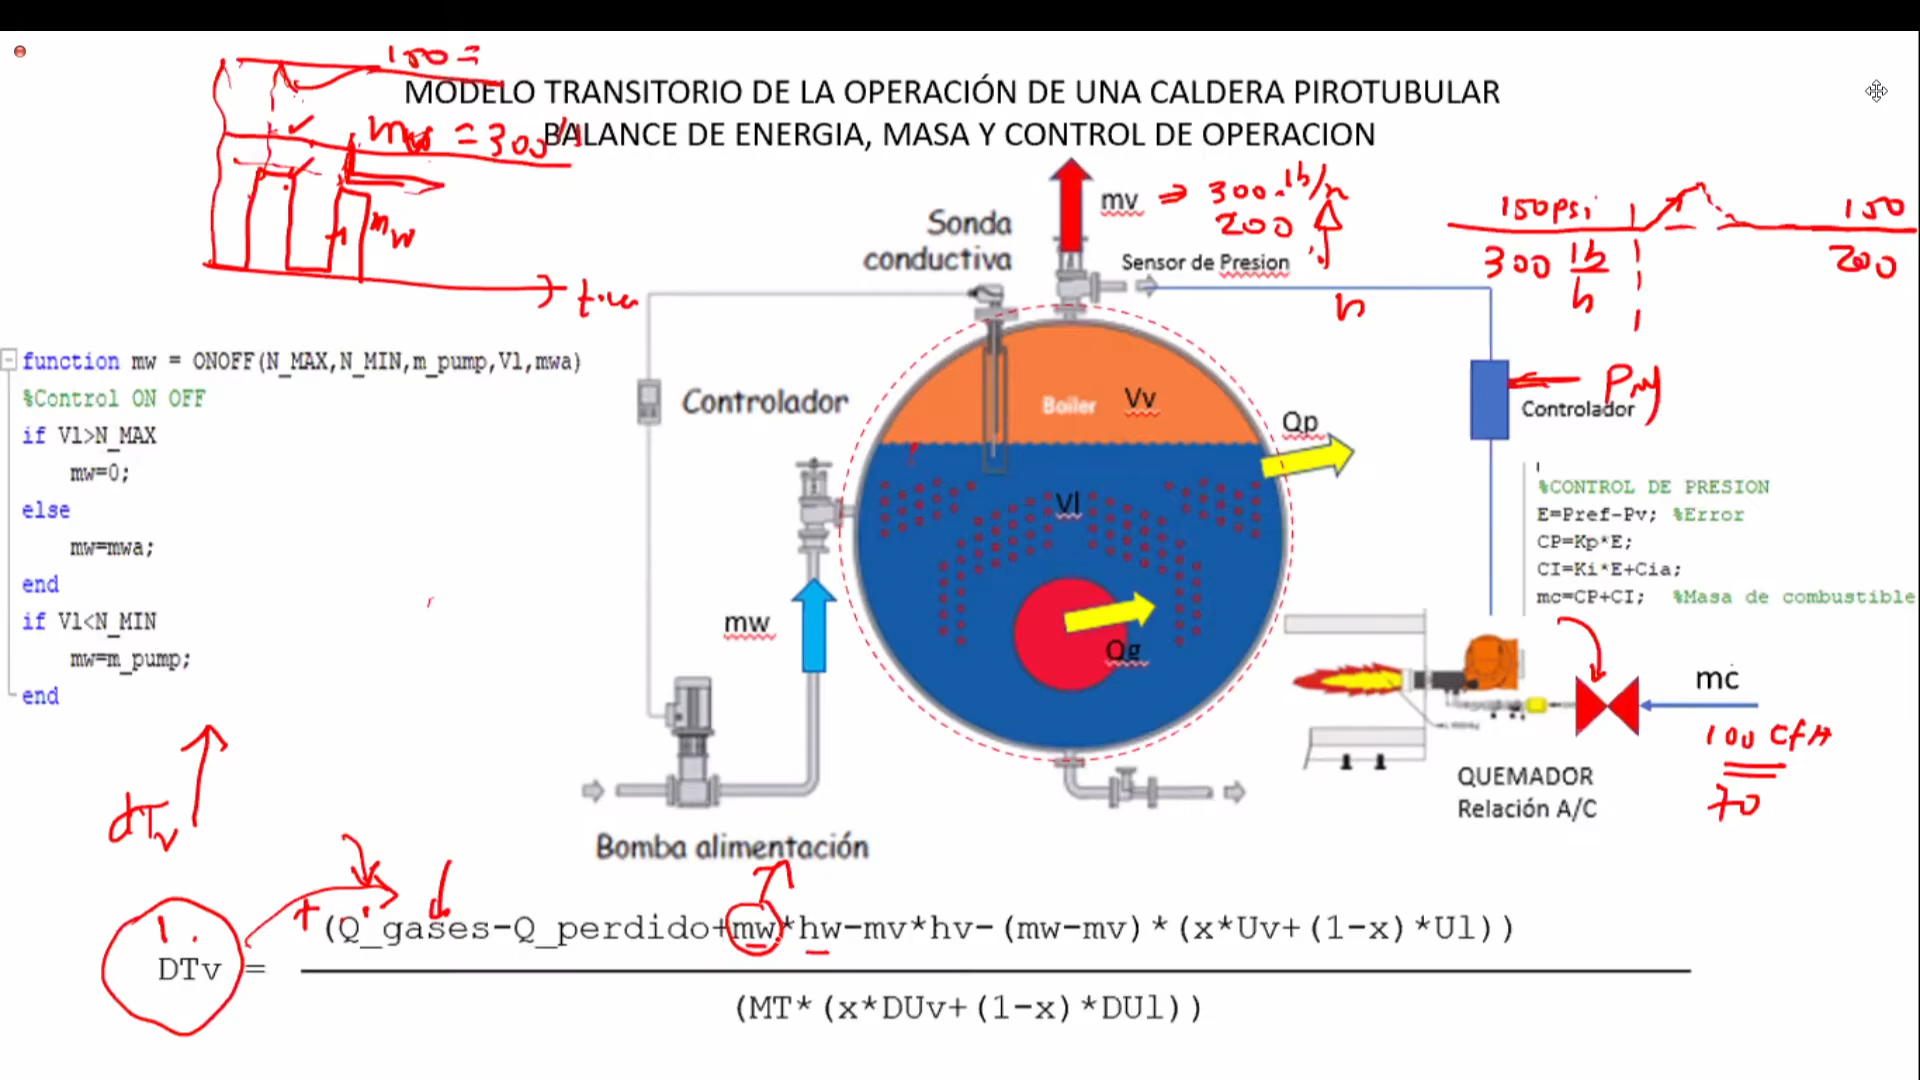 150 =
MODELO TRANSITORIO DE LA OPERACIÓN DE UNA CALDERA PIROTUBULAR
BALANCE DE ENERGIA, MASA Y CONTROL DE OPERACION
= 300
mw
mv
300 lb/h
200
150psi
150
300 lb/h
200
Sonda
conductiva
Sensor de Presion
function mw = ONOFF(N_MAX,N_MIN,m_pump,Vl,mwa)
%Control ON OFF
if Vl>N_MAX
mw=0;
else
mw=mwa;
end
if Vl<N_MIN
mw=m_pump;
end
Controlador
Boiler
Vv
Qp
Vl
Qg
mw
Controlador
%CONTROL DE PRESION
E=Pref-Pv; %Error
CP=Kp*E;
CI=Ki*E+Cia;
mc=CP+CI; %Masa de combustible
mc
100 CFH
70
QUEMADOR
Relación A/C
Bomba alimentación
dTv
DTv =
(Q_gases-Q_perdido+mw*hw-mv*hv-(mw-mv)*(x*Uv+(1-x)*Ul))
(MT*(x*DUv+(1-x)*DUl))